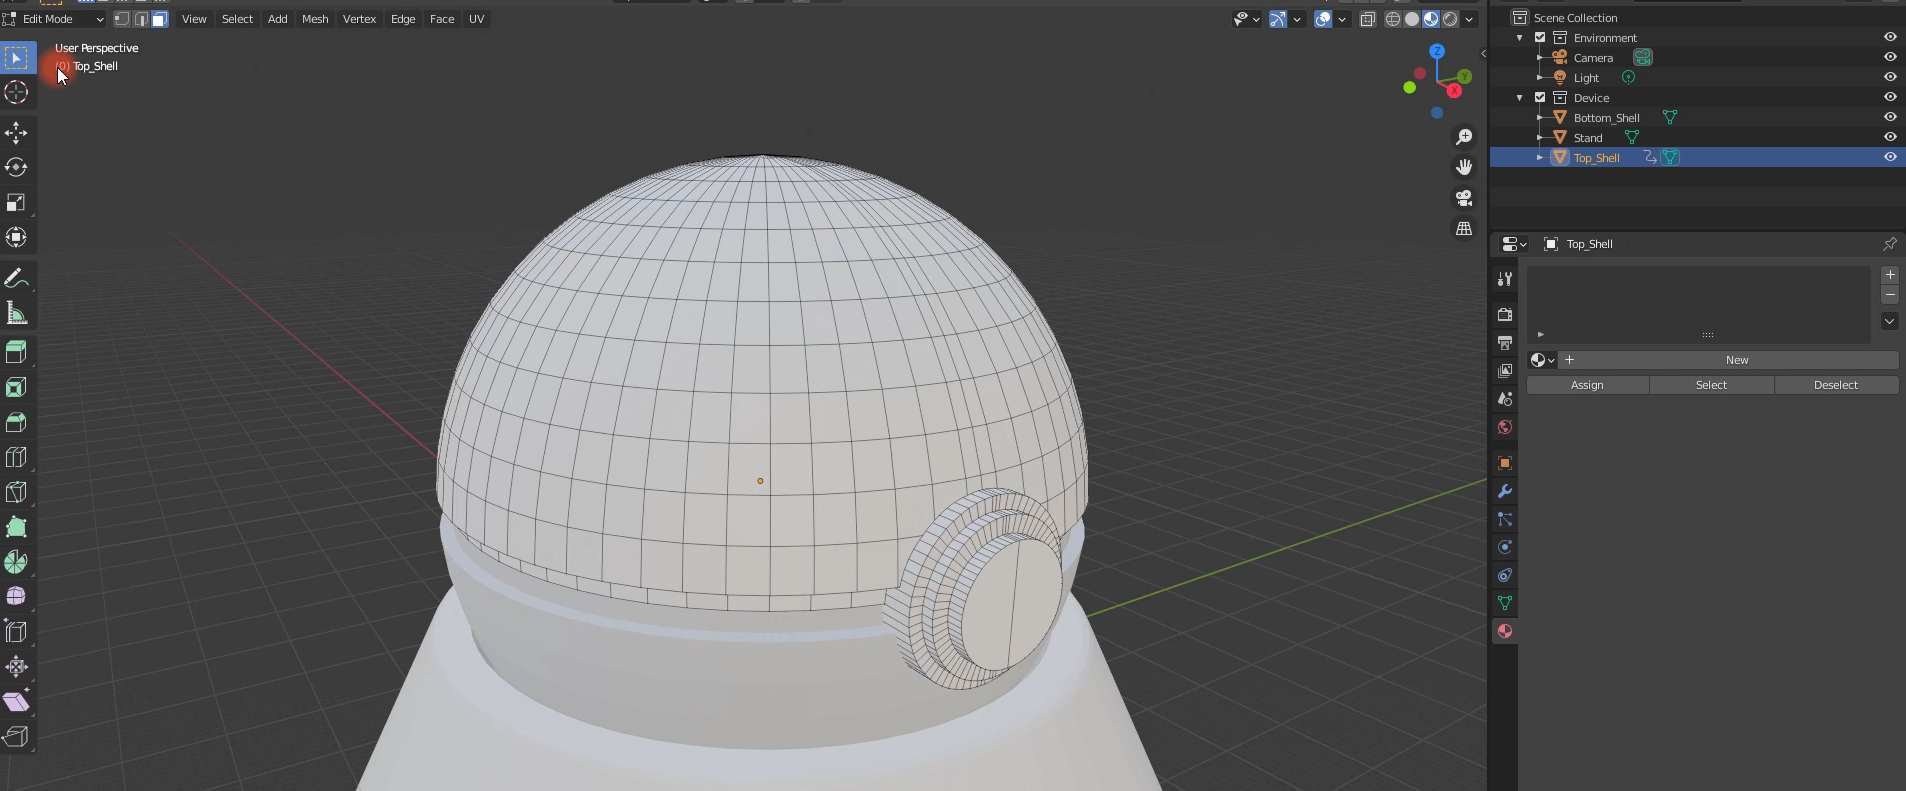 Edit Mode View Select Add Mesh Vertex Edge Face UV
User Perspective
(0) Top_Shell
Z
Y
X
Scene Collection
Environment
Camera
Light
Device
Bottom_Shell
Stand
Top_Shell
Top_Shell
New
Assign Select Deselect